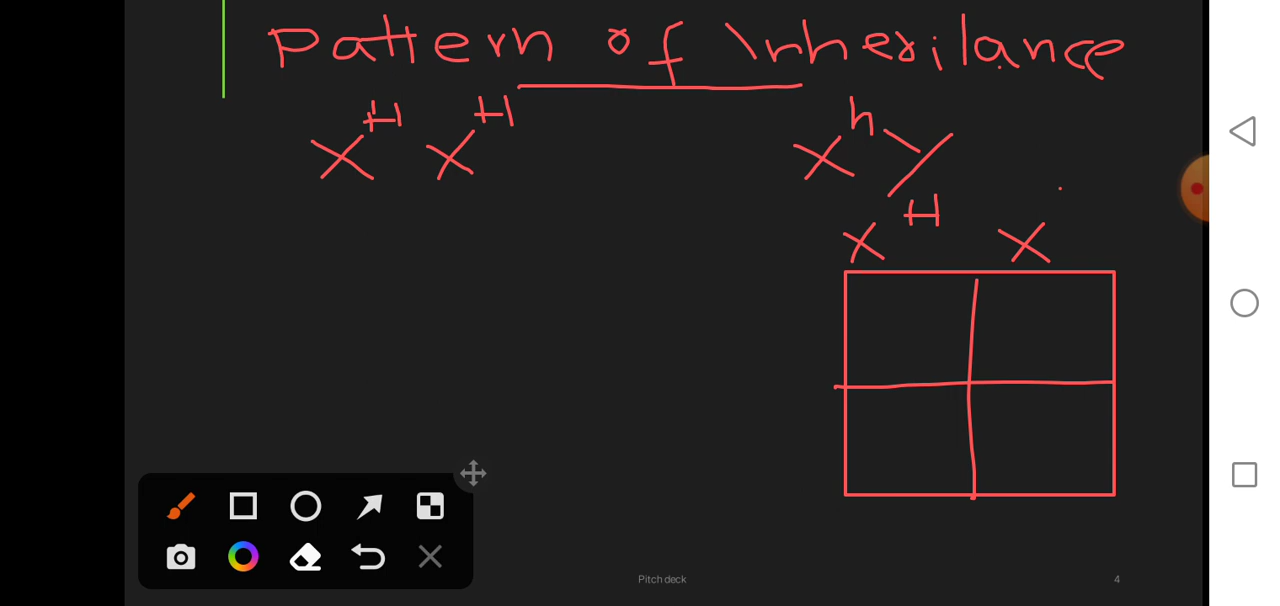 Pattern of Inheritance
X^H X^H X^h Y
X^H X
Pitch deck 4